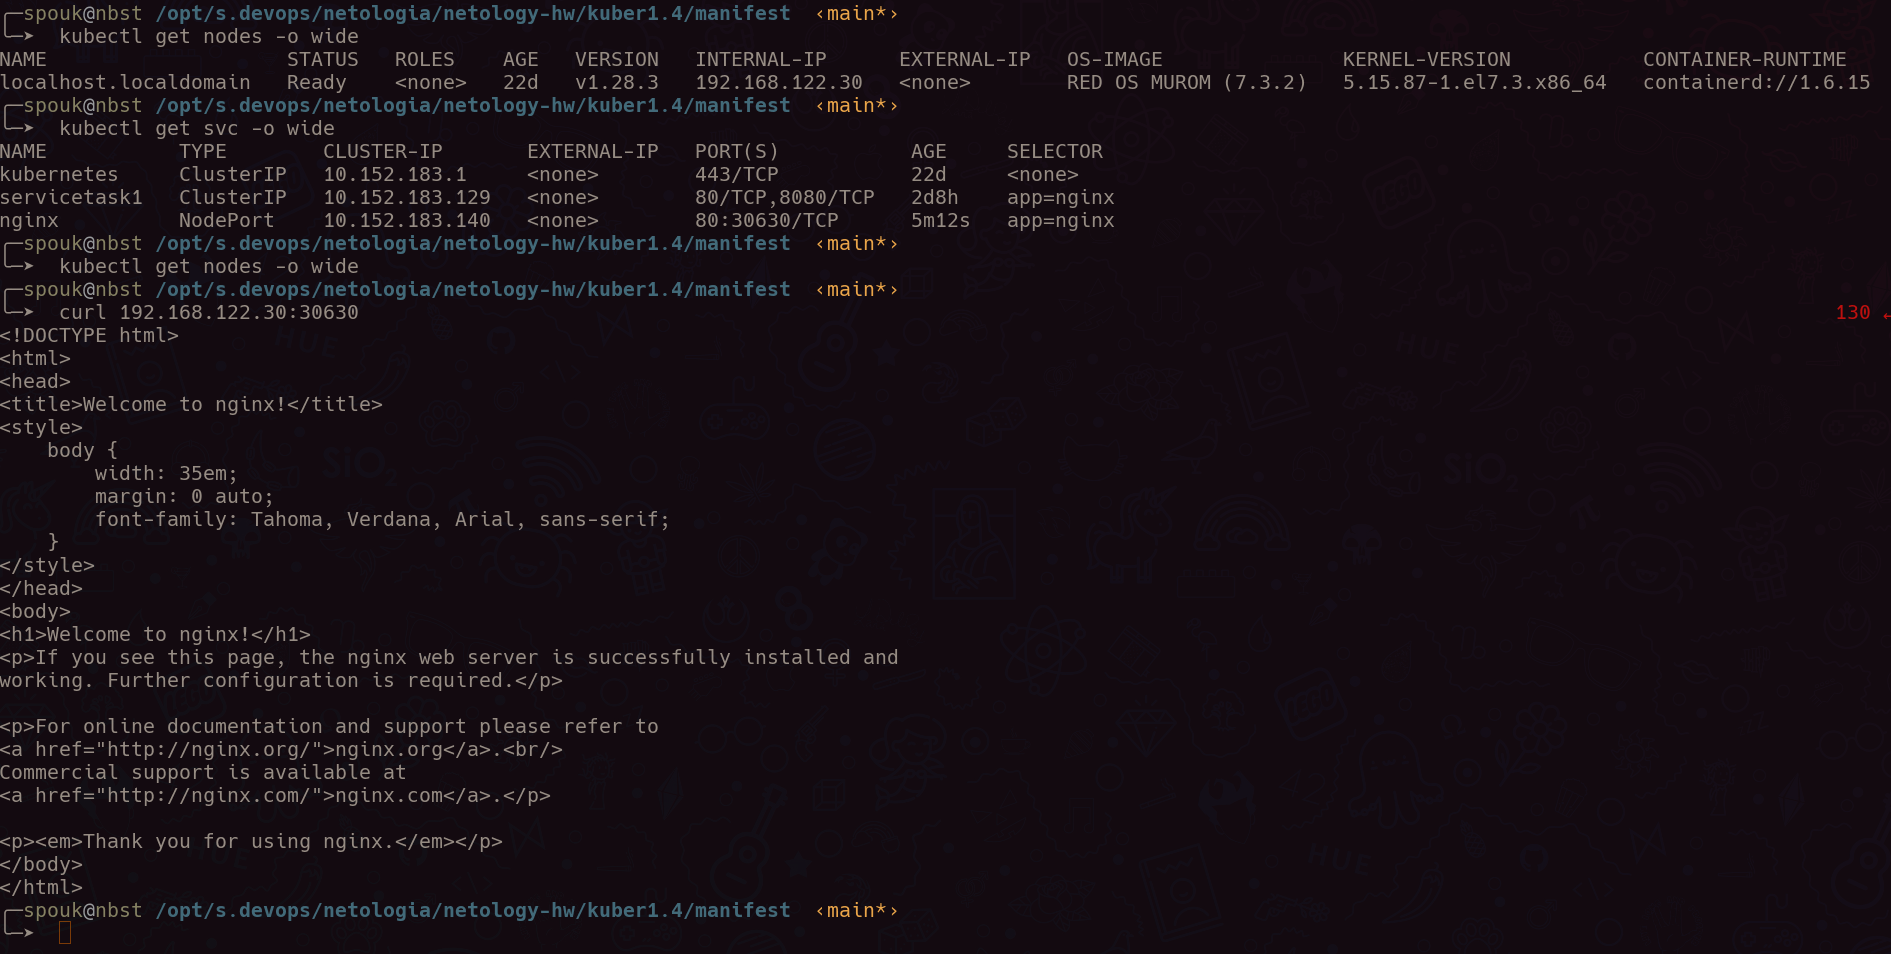 ╭─spouk@nbst /opt/s.devops/netologia/netology-hw/kuber1.4/manifest  ‹main*›
╰─➤  kubectl get nodes -o wide
NAME                    STATUS   ROLES    AGE   VERSION   INTERNAL-IP      EXTERNAL-IP   OS-IMAGE               KERNEL-VERSION           CONTAINER-RUNTIME
localhost.localdomain   Ready    <none>   22d   v1.28.3   192.168.122.30   <none>        RED OS MUROM (7.3.2)   5.15.87-1.el7.3.x86_64   containerd://1.6.15
╭─spouk@nbst /opt/s.devops/netologia/netology-hw/kuber1.4/manifest  ‹main*›
╰─➤  kubectl get svc -o wide
NAME           TYPE        CLUSTER-IP       EXTERNAL-IP   PORT(S)           AGE     SELECTOR
kubernetes     ClusterIP   10.152.183.1     <none>        443/TCP           22d     <none>
servicetask1   ClusterIP   10.152.183.129   <none>        80/TCP,8080/TCP   2d8h    app=nginx
nginx          NodePort    10.152.183.140   <none>        80:30630/TCP      5m12s   app=nginx
╭─spouk@nbst /opt/s.devops/netologia/netology-hw/kuber1.4/manifest  ‹main*›
╰─➤  kubectl get nodes -o wide
╭─spouk@nbst /opt/s.devops/netologia/netology-hw/kuber1.4/manifest  ‹main*›
╰─➤  curl 192.168.122.30:30630                                                130 ↵
<!DOCTYPE html>
<html>
<head>
<title>Welcome to nginx!</title>
<style>
    body {
        width: 35em;
        margin: 0 auto;
        font-family: Tahoma, Verdana, Arial, sans-serif;
    }
</style>
</head>
<body>
<h1>Welcome to nginx!</h1>
<p>If you see this page, the nginx web server is successfully installed and
working. Further configuration is required.</p>

<p>For online documentation and support please refer to
<a href="http://nginx.org/">nginx.org</a>.<br/>
Commercial support is available at
<a href="http://nginx.com/">nginx.com</a>.</p>

<p><em>Thank you for using nginx.</em></p>
</body>
</html>
╭─spouk@nbst /opt/s.devops/netologia/netology-hw/kuber1.4/manifest  ‹main*›
╰─➤